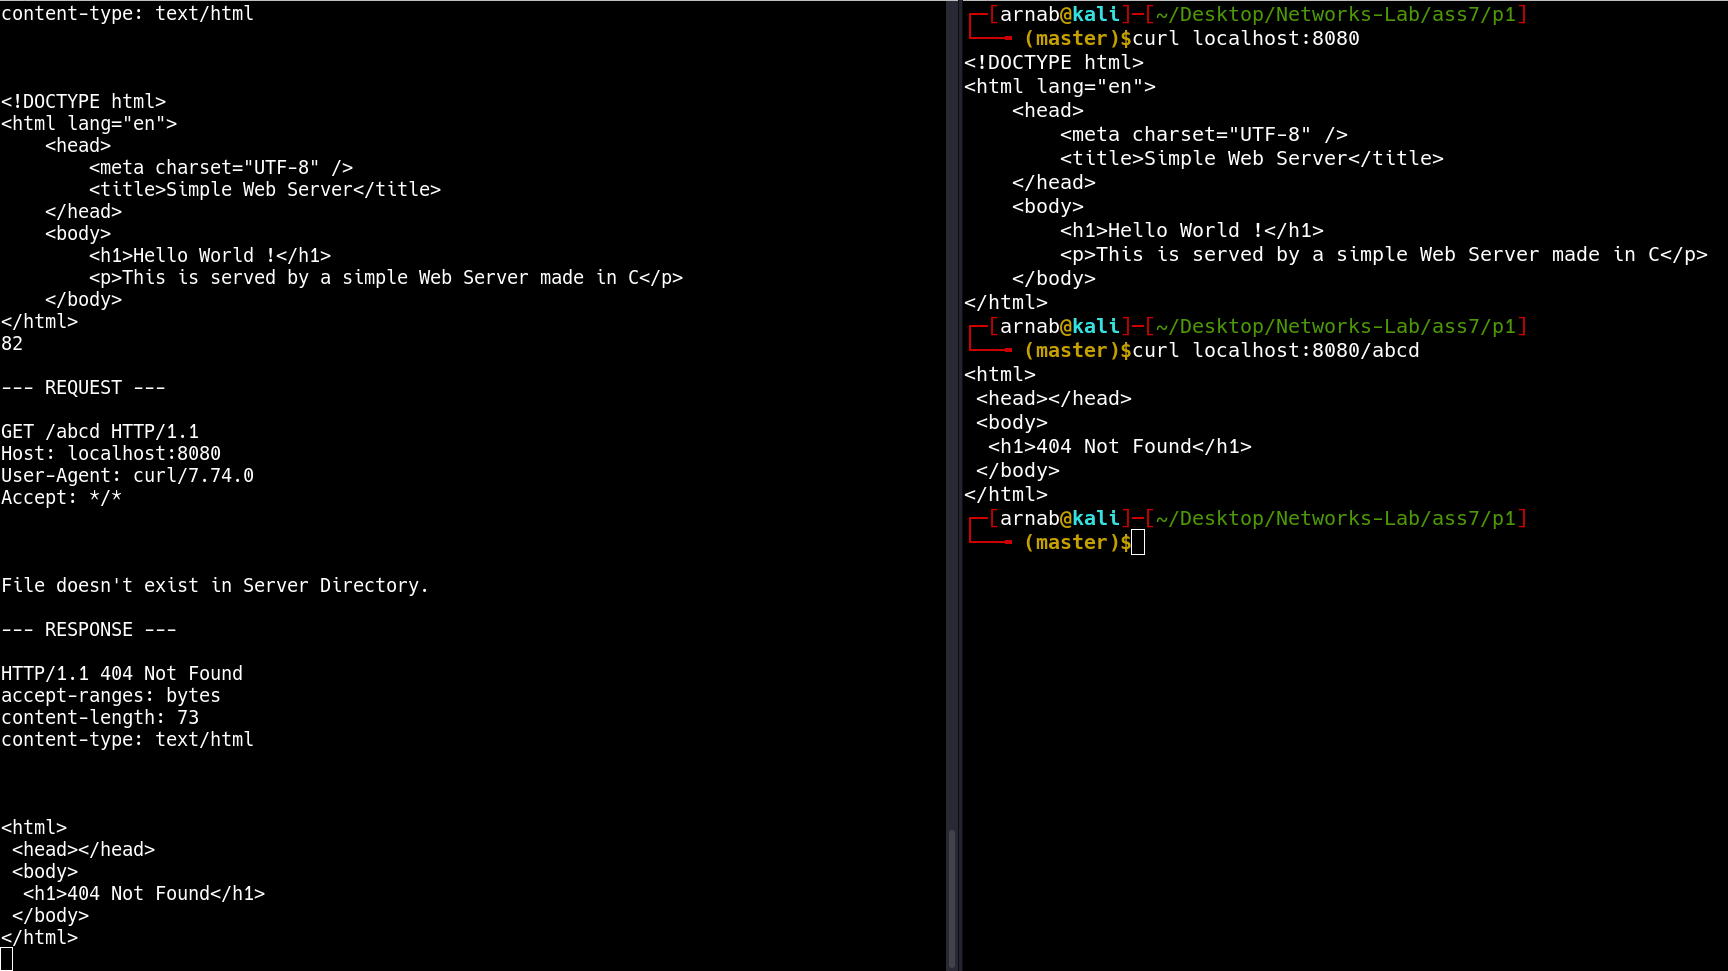 content-type: text/html
<!DOCTYPE html>
<html lang="en">
    <head>
        <meta charset="UTF-8" />
        <title>Simple Web Server</title>
    </head>
    <body>
        <h1>Hello World !</h1>
        <p>This is served by a simple Web Server made in C</p>
    </body>
</html>
82
--- REQUEST ---
GET /abcd HTTP/1.1
Host: localhost:8080
User-Agent: curl/7.74.0
Accept: */*
File doesn't exist in Server Directory.
--- RESPONSE ---
HTTP/1.1 404 Not Found
accept-ranges: bytes
content-length: 73
content-type: text/html
<html>
 <head></head>
 <body>
  <h1>404 Not Found</h1>
 </body>
</html>
┌─[arnab@kali]─[~/Desktop/Networks-Lab/ass7/p1]
└──╼ (master)$curl localhost:8080
<!DOCTYPE html>
<html lang="en">
    <head>
        <meta charset="UTF-8" />
        <title>Simple Web Server</title>
    </head>
    <body>
        <h1>Hello World !</h1>
        <p>This is served by a simple Web Server made in C</p>
    </body>
</html>
┌─[arnab@kali]─[~/Desktop/Networks-Lab/ass7/p1]
└──╼ (master)$curl localhost:8080/abcd
<html>
 <head></head>
 <body>
  <h1>404 Not Found</h1>
 </body>
</html>
┌─[arnab@kali]─[~/Desktop/Networks-Lab/ass7/p1]
└──╼ (master)$